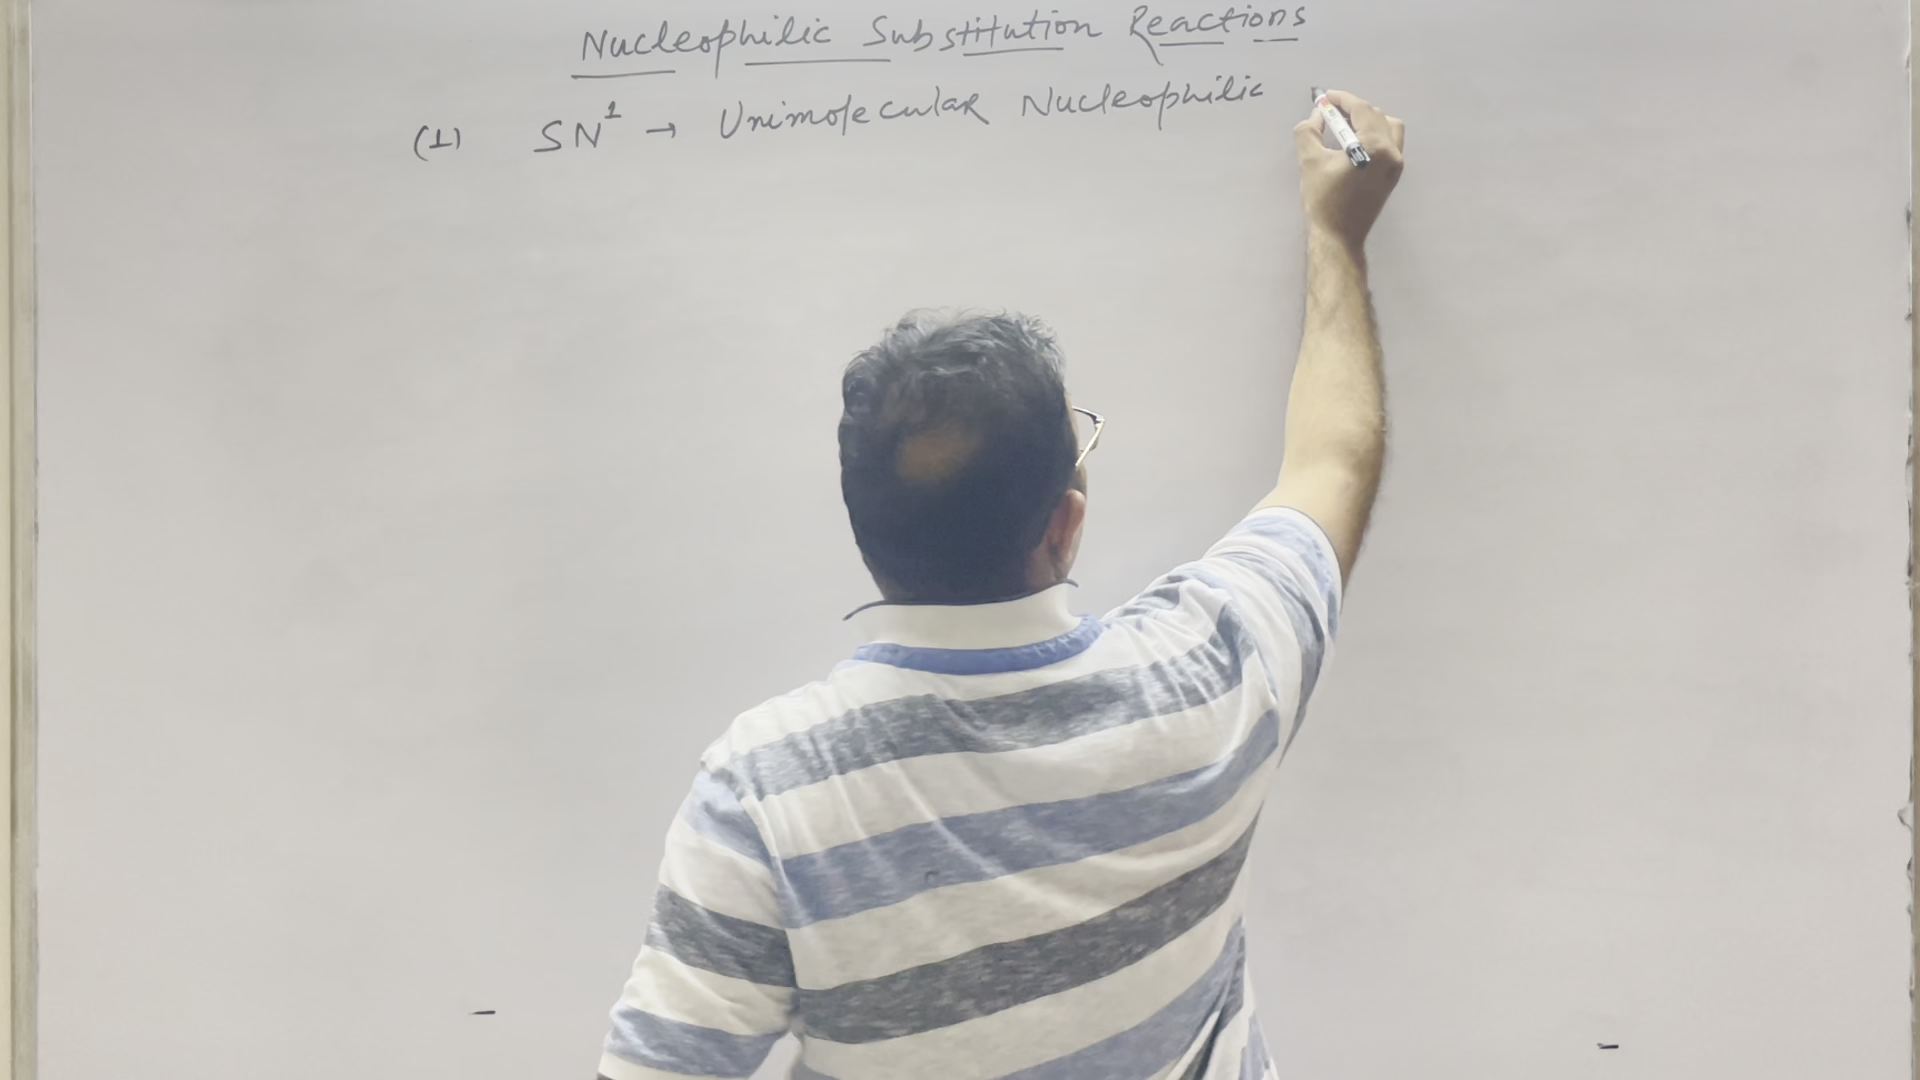 Nucleophilic Substitution Reactions
(1) SN¹ → Unimolecular Nucleophilic